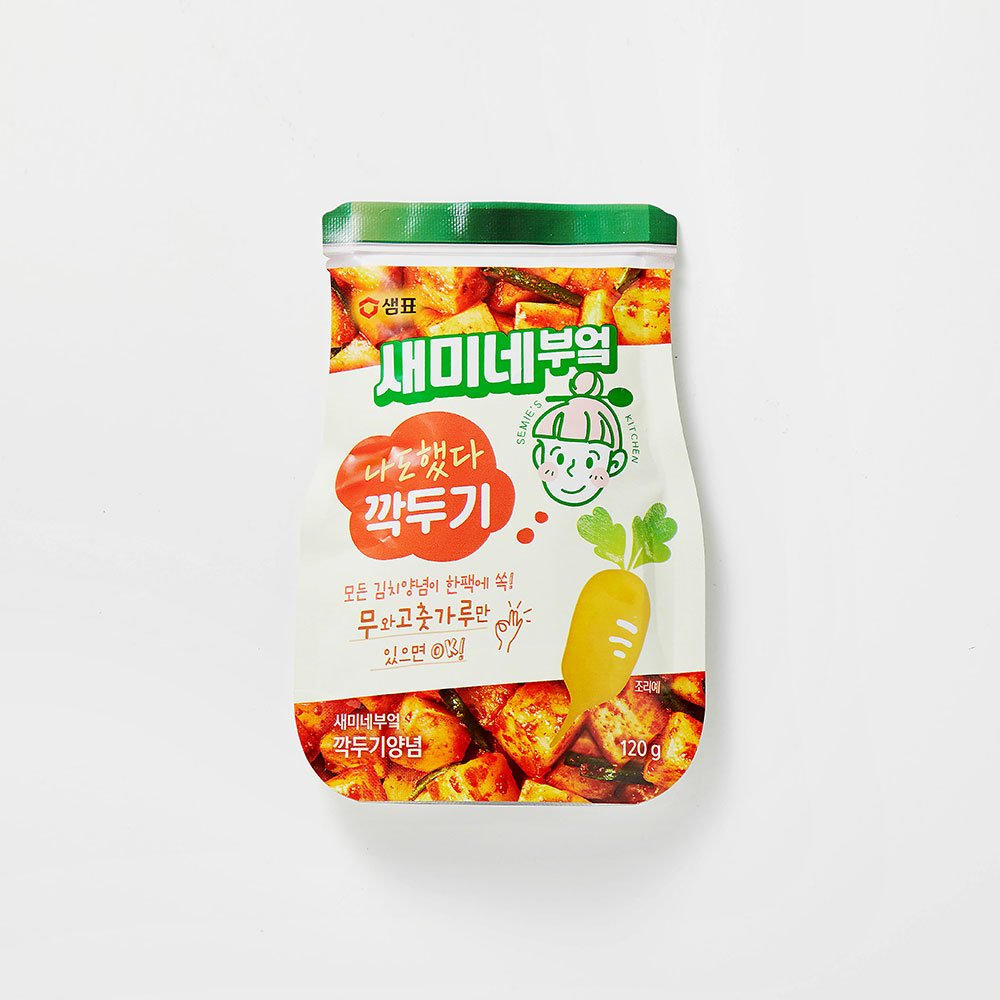 샘표
새미네부엌
SEMIE'S KITCHEN
나도했다
깍두기
모든 김치양념이 한팩에 쏙!
무와고춧가루만
있으면 OK!
조리예
새미네부엌
깍두기양념
120 g